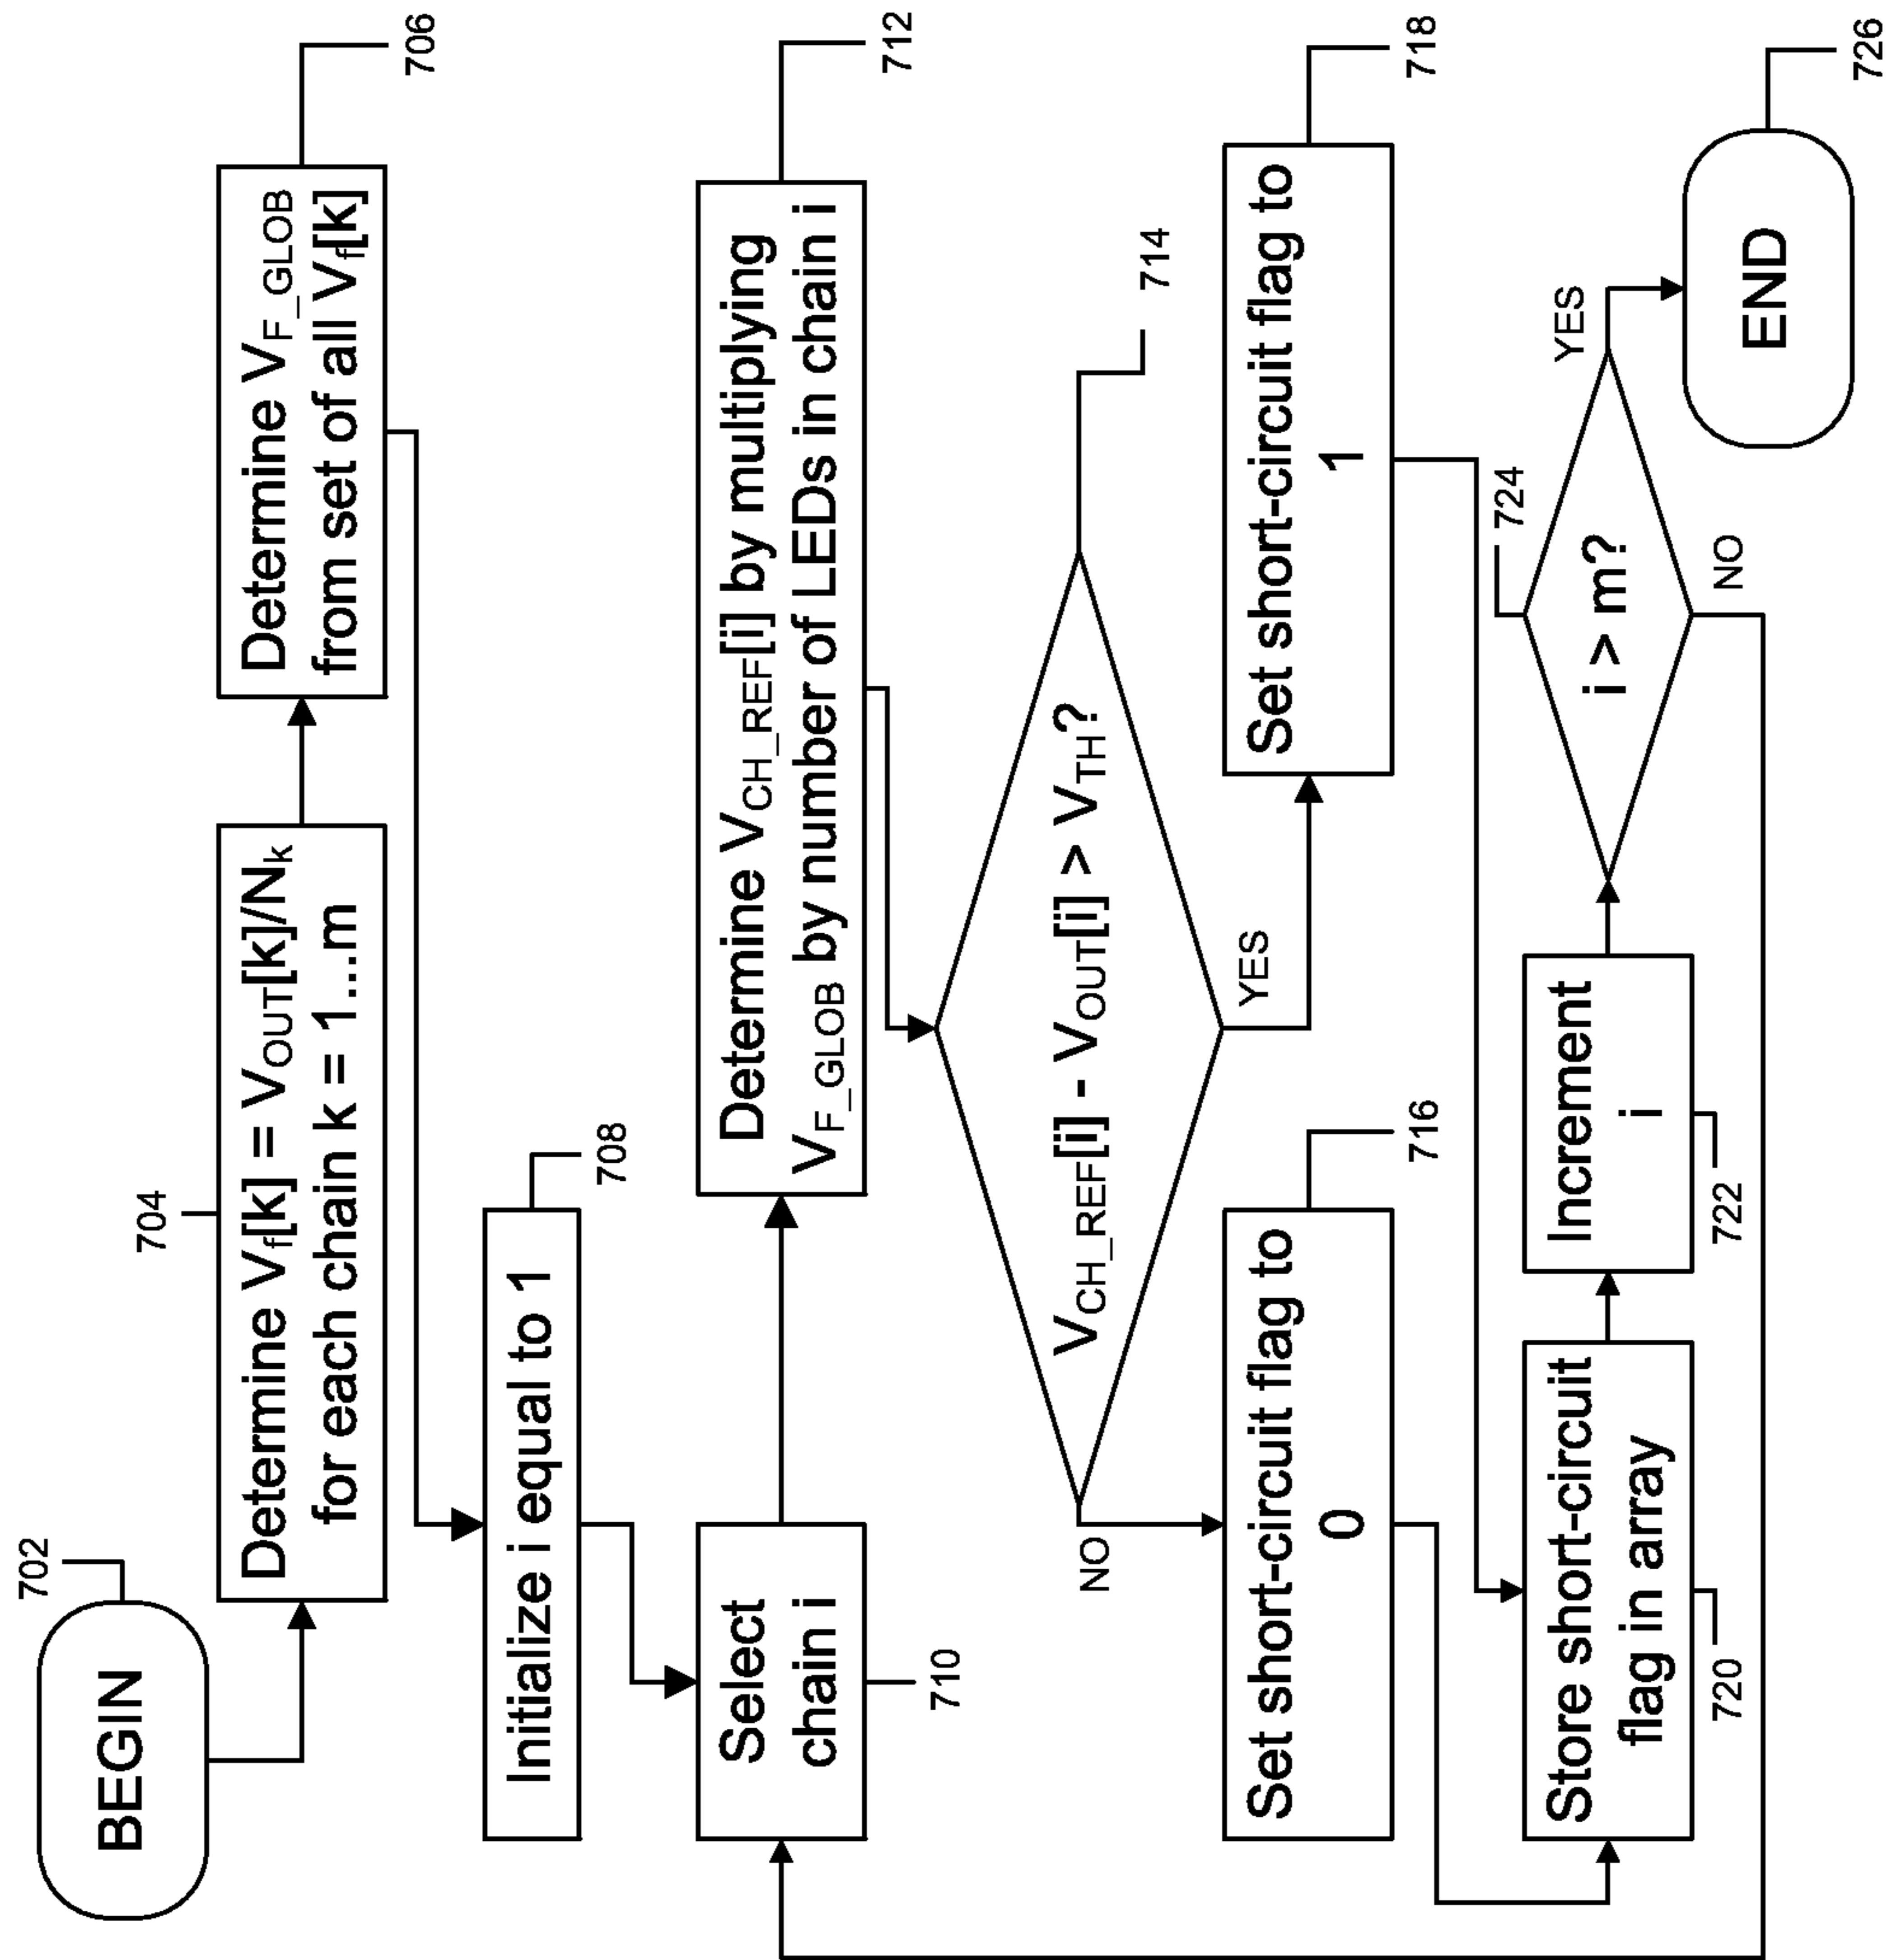 702
BEGIN
704
Determine Vf[k] = VOUT[k]/Nk
for each chain k = 1...m
706
Determine VF_GLOB
from set of all Vf[k]
708
Initialize i equal to 1
710
Select
chain i
712
Determine VCH_REF[i] by multiplying
VF_GLOB by number of LEDs in chain i
714
VCH_REF[i] - VOUT[i] > VTH?
NO
YES
716
Set short-circuit flag to
0
718
Set short-circuit flag to
1
Store short-circuit
flag in array
720
Increment
i
722
724
i > m?
YES
NO
END
726